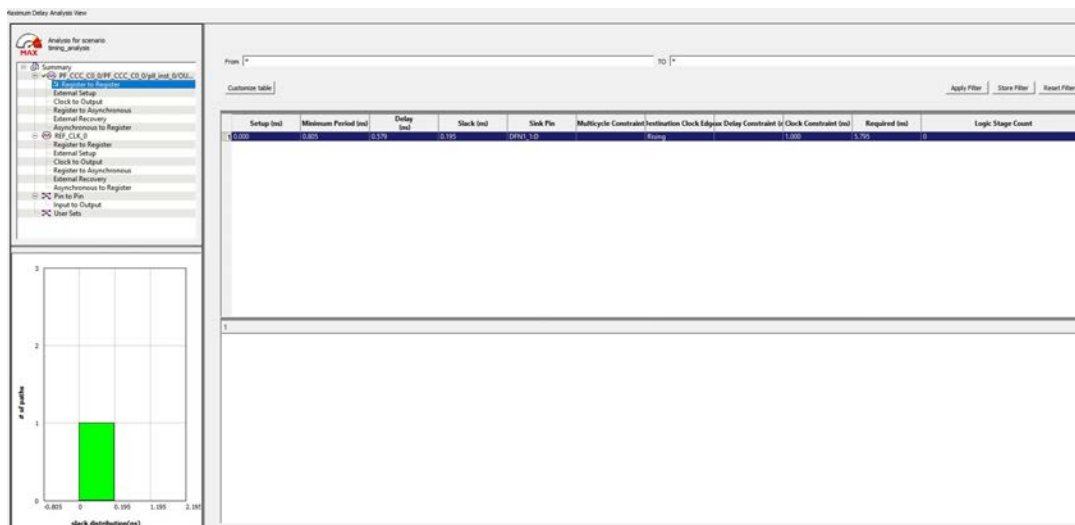 Maximum Delay Analysis View
Analysis for scenario
timing_analysis
MAX
Summary
PF_CCC_C0_0/PF_CCC_C0_0/pll_inst_0/OU...
Register to Register
External Setup
Clock to Output
Register to Asynchronous
External Recovery
Asynchronous to Register
REF_CLK_0
Register to Register
External Setup
Clock to Output
Register to Asynchronous
External Recovery
Asynchronous to Register
Pin to Pin
Input to Output
User Sets
From *
TO *
Customize table
Apply Filter Store Filter Reset Filter
Setup (ns) Minimum Period (ns) Delay (ns) Slack (ns) Sink Pin Multicycle Constraint Destination Clock Edge Delay Constraint Clock Constraint (ns) Required (ns) Logic Stage Count
1 0.000 0.805 0.579 0.195 DFN1_1:D Rising 1.000 5.795 0
1
3
2
1
0
# of paths
-0.805 0 0.195 1.195 2.195
slack distribution(ns)